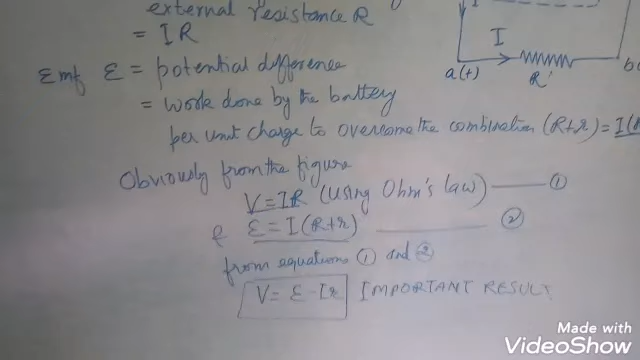 external resistance R
= IR
I
I
a(+)
R
Emf ε = potential difference
= work done by the battery
per unit charge to overcome the combination (R+r) = I(R
Obviously from the figure
V=IR (using Ohm's law) ——— ①
& ε = I(R+r) ——— ②
from equations ① and ②
V= ε-Ir IMPORTANT RESULT
Made with
VideoShow